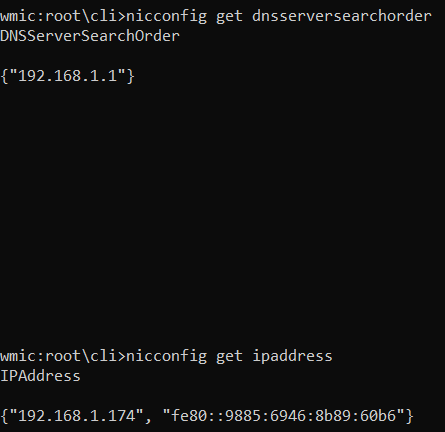 wmic:root\cli>nicconfig get dnsserversearchorder
DNSServerSearchOrder
{"192.168.1.1"}
wmic:root\cli>nicconfig get ipaddress
IPAddress
{"192.168.1.174", "fe80::9885:6946:8b89:60b6"}